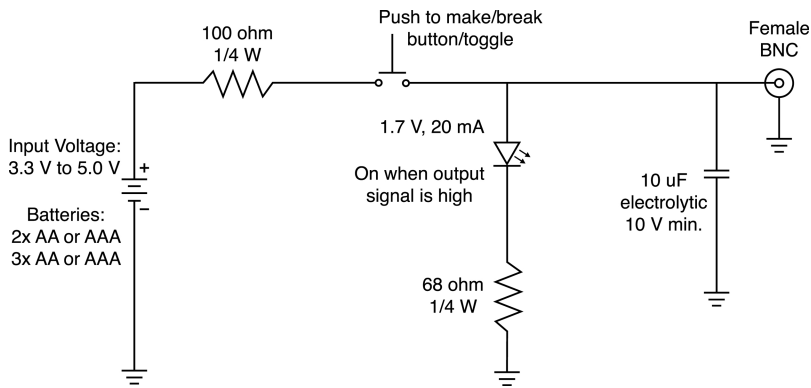 Push to make/break
button/toggle
Female
BNC
100 ohm
1/4 W
1.7 V, 20 mA
Input Voltage:
3.3 V to 5.0 V
+
−
On when output
signal is high
10 uF
electrolytic
10 V min.
Batteries:
2x AA or AAA
3x AA or AAA
68 ohm
1/4 W